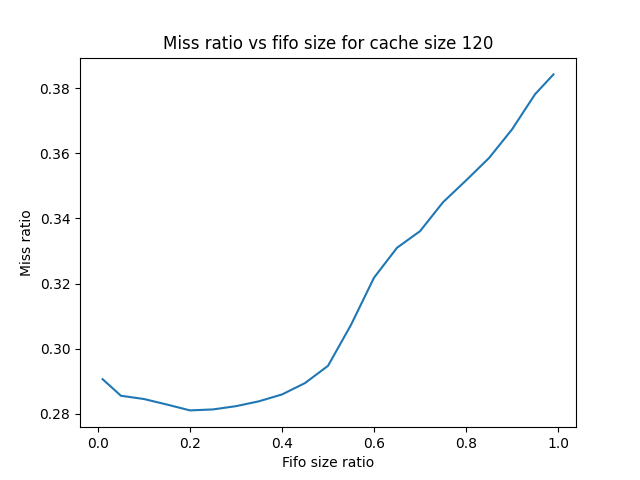 Miss ratio vs fifo size for cache size 120
0.38
0.36
0.34
0.32
0.30
0.28
Miss ratio
0.0 0.2 0.4 0.6 0.8 1.0
Fifo size ratio